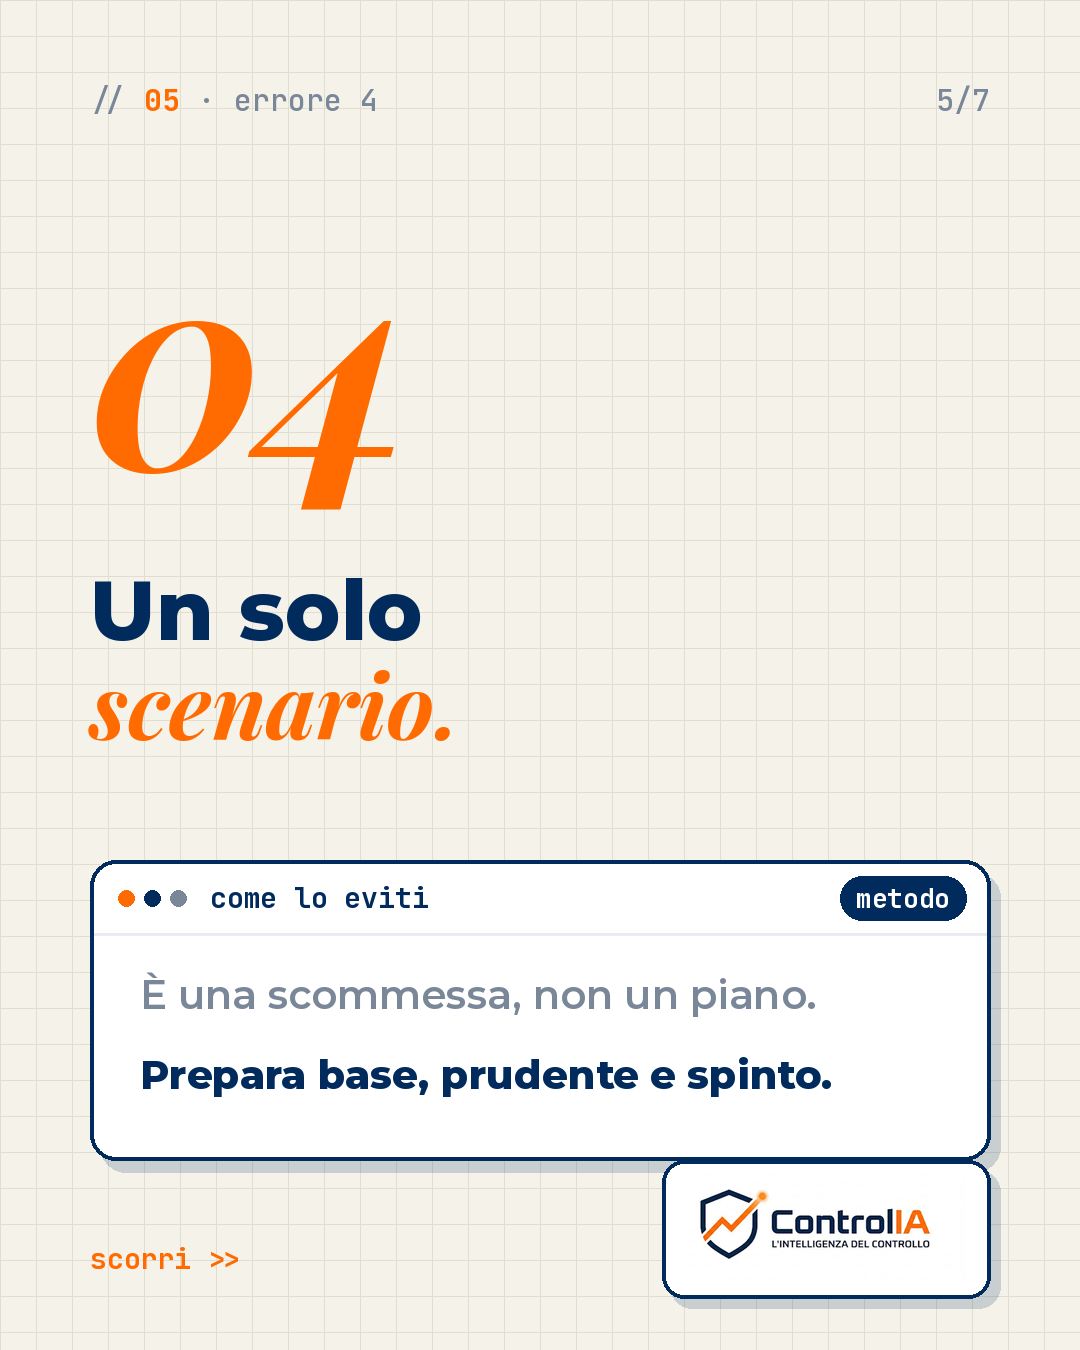 // 05 · errore 4
5/7
04
Un solo
scenario.
come lo eviti
metodo
È una scommessa, non un piano.
Prepara base, prudente e spinto.
ControlIA
L'INTELLIGENZA DEL CONTROLLO
scorri >>